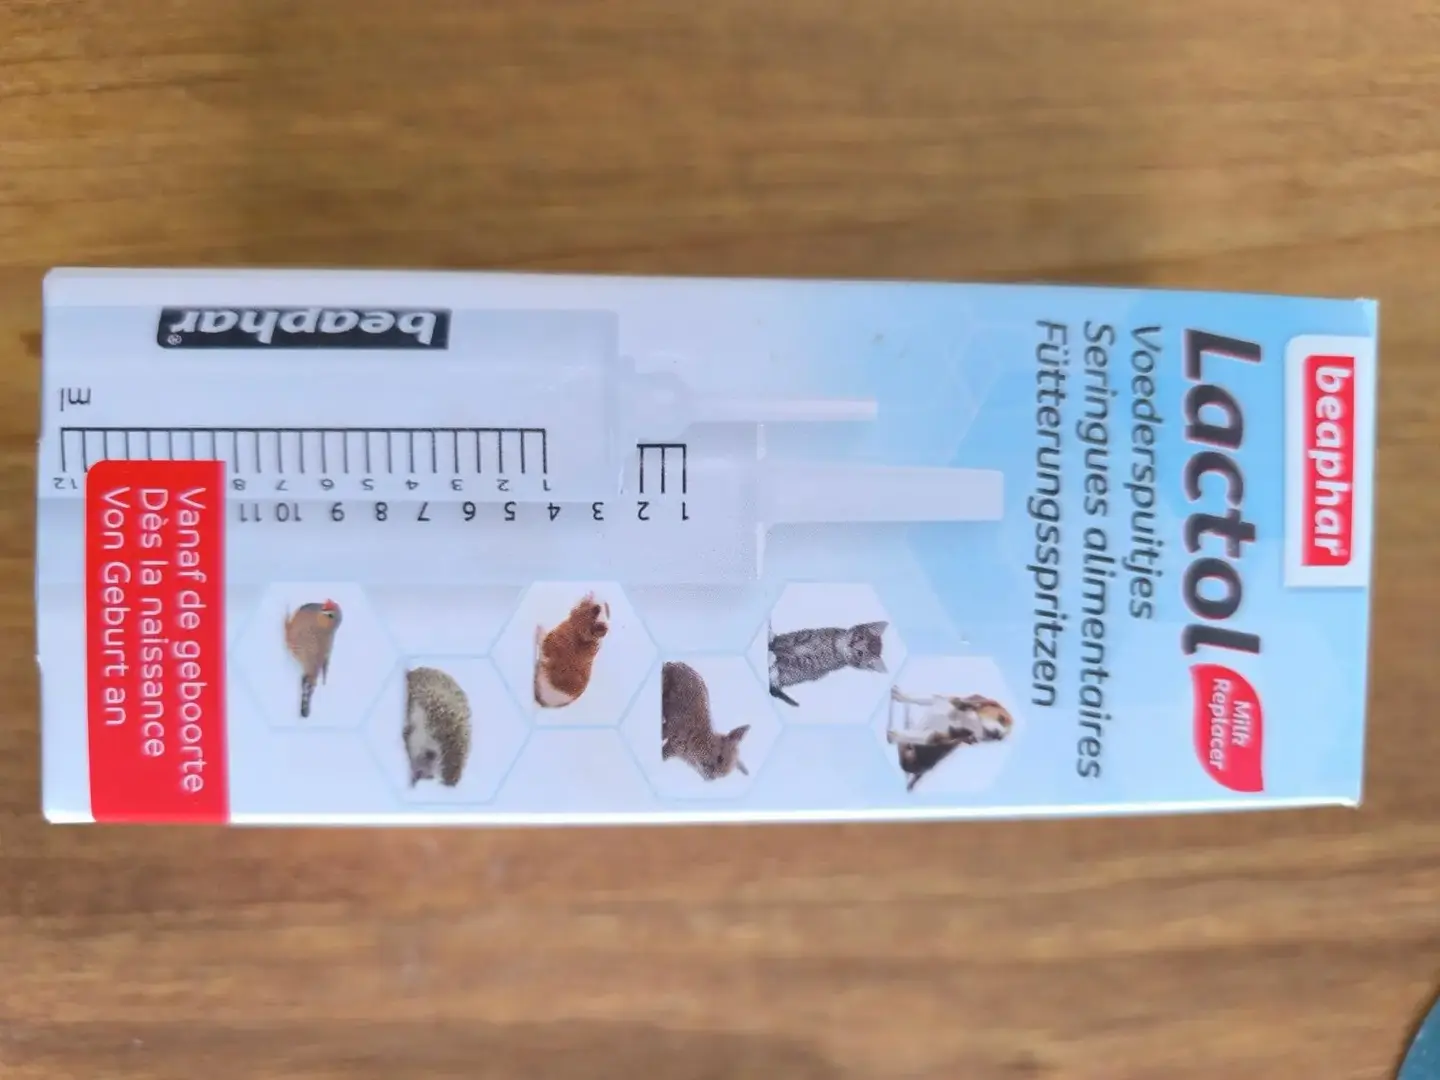 beaphar
Lactol
Milk
Replacer
Voederspuitjes
Seringues alimentaires
Fütterungsspritzen
beaphar®
ml
1 2 3 4 5 6 7 8 12
1 2 3 4 5 6 7 8 9 10 11
Vanaf de geboorte
Dès la naissance
Von Geburt an